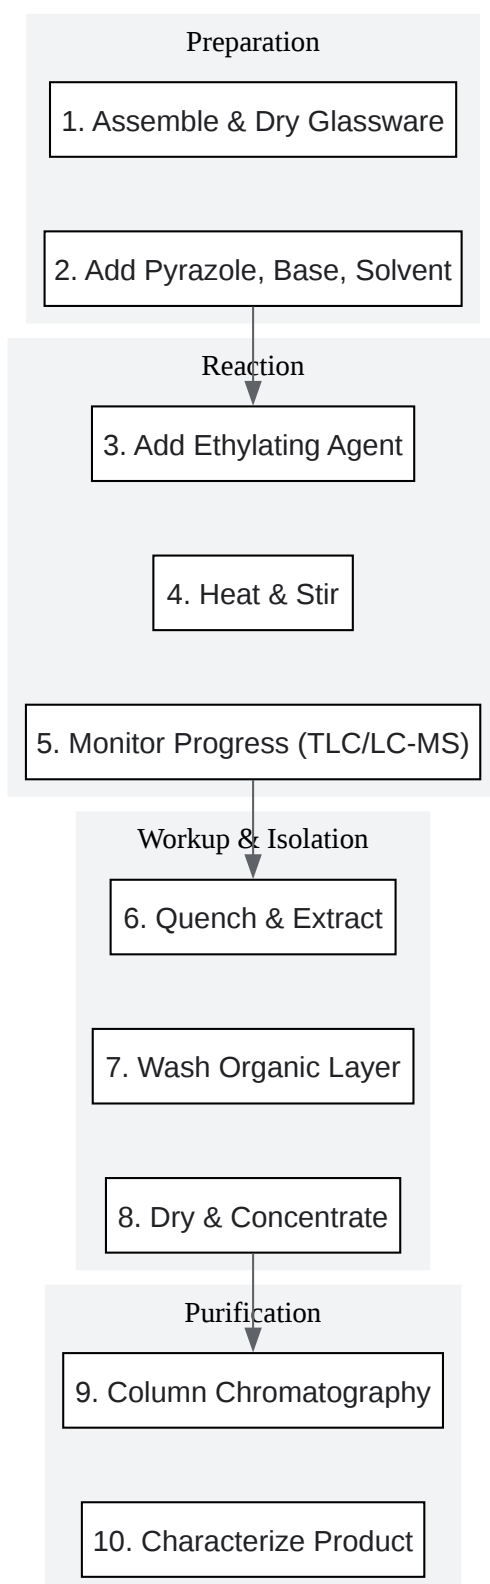 Preparation
1. Assemble & Dry Glassware
2. Add Pyrazole, Base, Solvent
Reaction
3. Add Ethylating Agent
4. Heat & Stir
5. Monitor Progress (TLC/LC-MS)
Workup & Isolation
6. Quench & Extract
7. Wash Organic Layer
8. Dry & Concentrate
Purification
9. Column Chromatography
10. Characterize Product